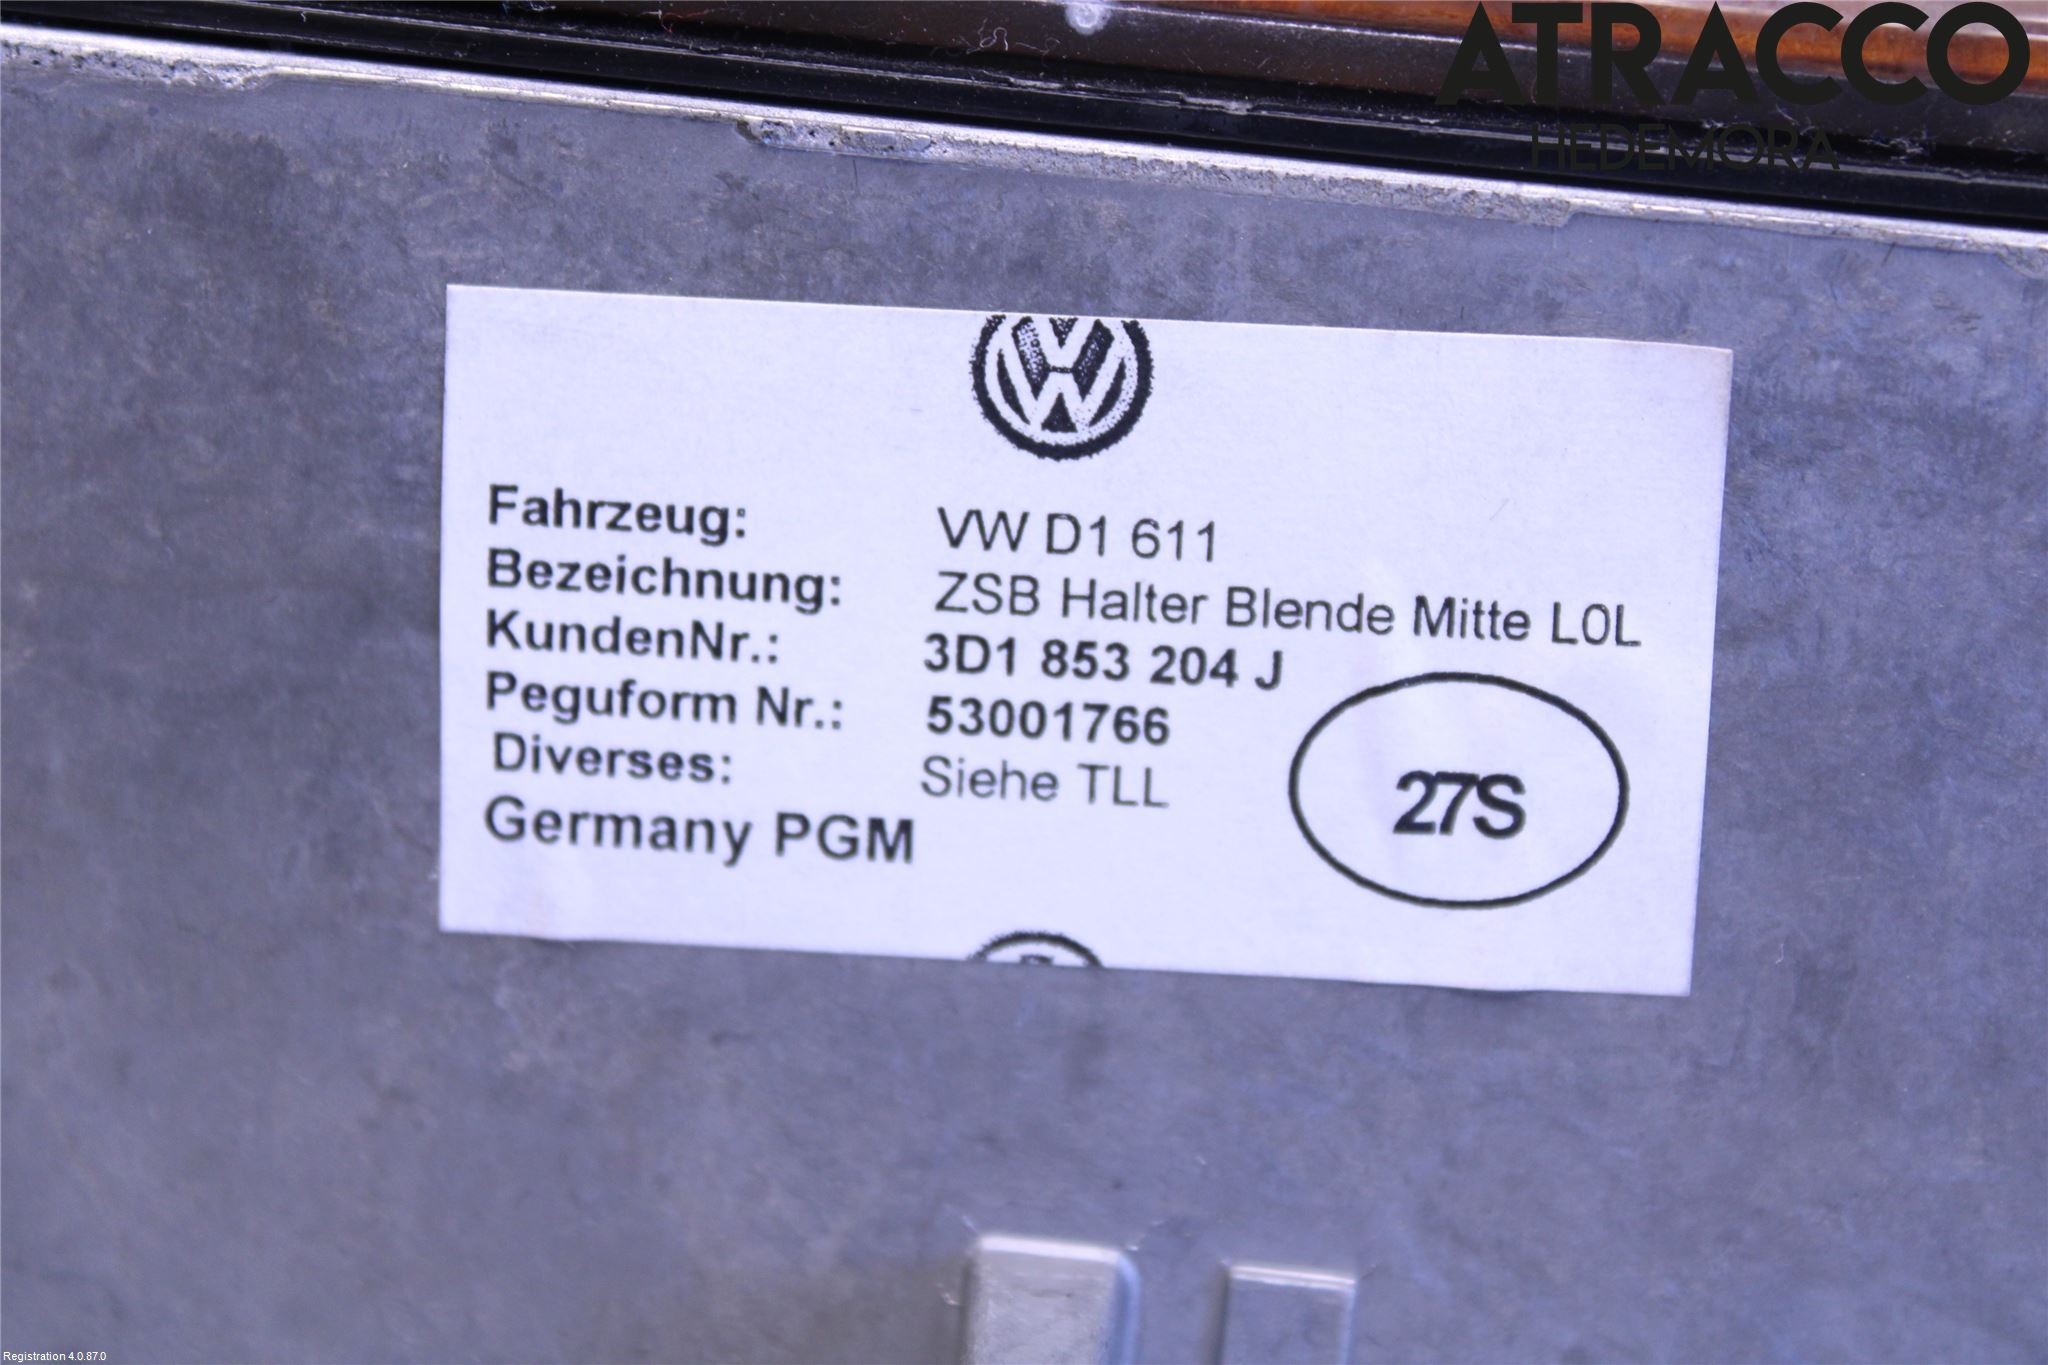 ATRACCO
HEDEMORA
Fahrzeug: VW D1 611
Bezeichnung: ZSB Halter Blende Mitte L0L
KundenNr.: 3D1 853 204 J
Peguform Nr.: 53001766
Diverses: Siehe TLL
Germany PGM
27S
Registration 4.0.87.0